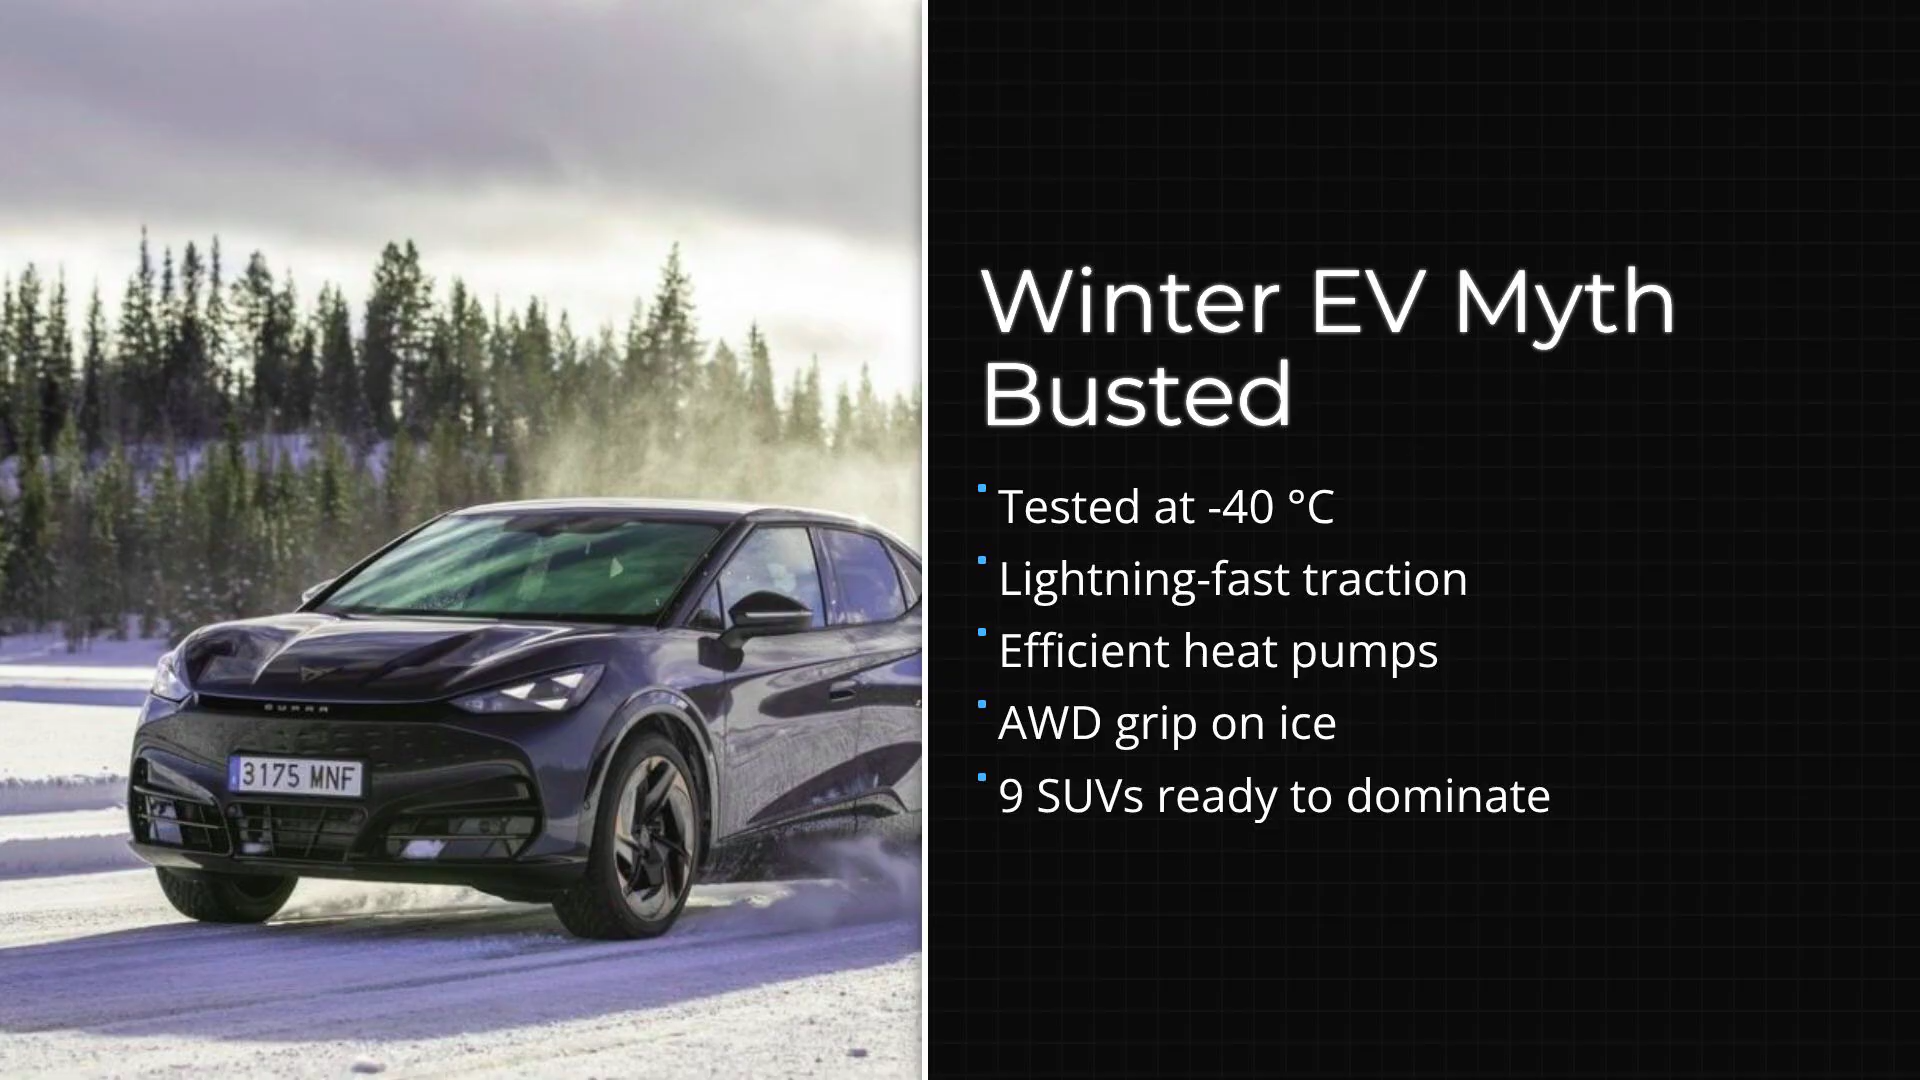 CUPRA
3175 MNF
Winter EV Myth
Busted
Tested at -40 °C
Lightning-fast traction
Efficient heat pumps
AWD grip on ice
9 SUVs ready to dominate